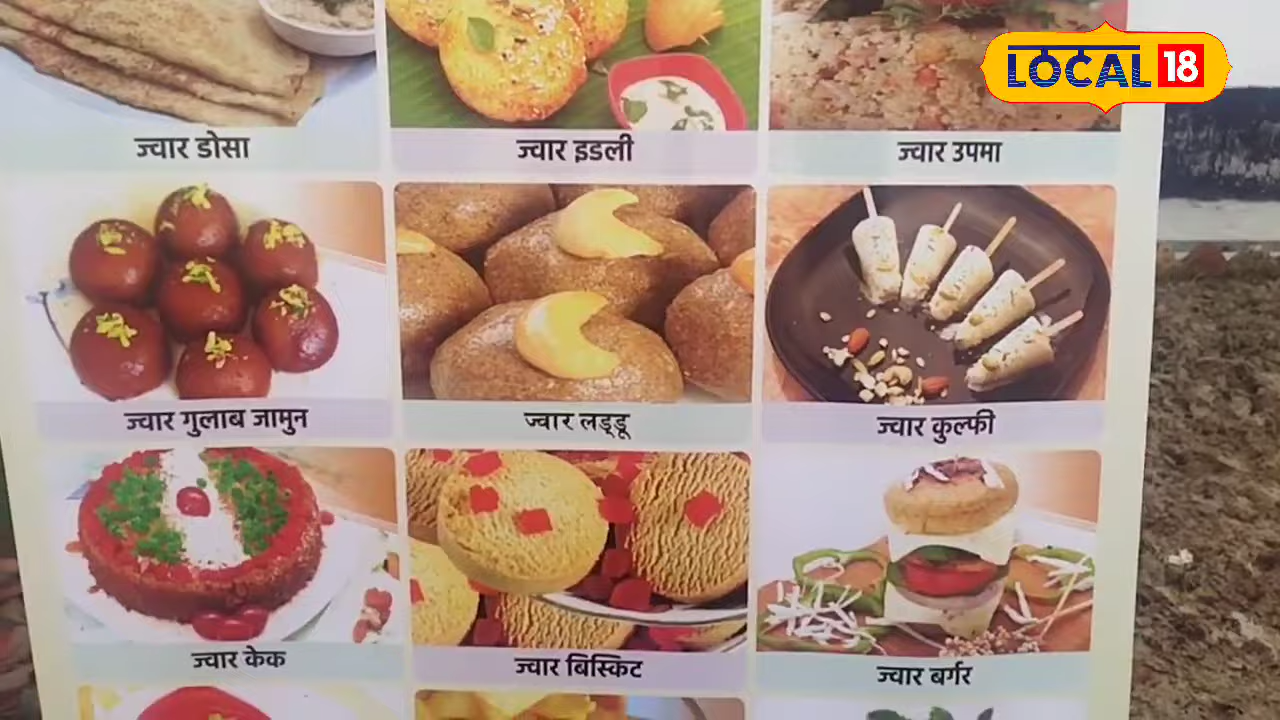 LOCAL 18
ज्वार डोसा
ज्वार इडली
ज्वार उपमा
ज्वार गुलाब जामुन
ज्वार लड्डू
ज्वार कुल्फी
ज्वार केक
ज्वार बिस्किट
ज्वार बर्गर